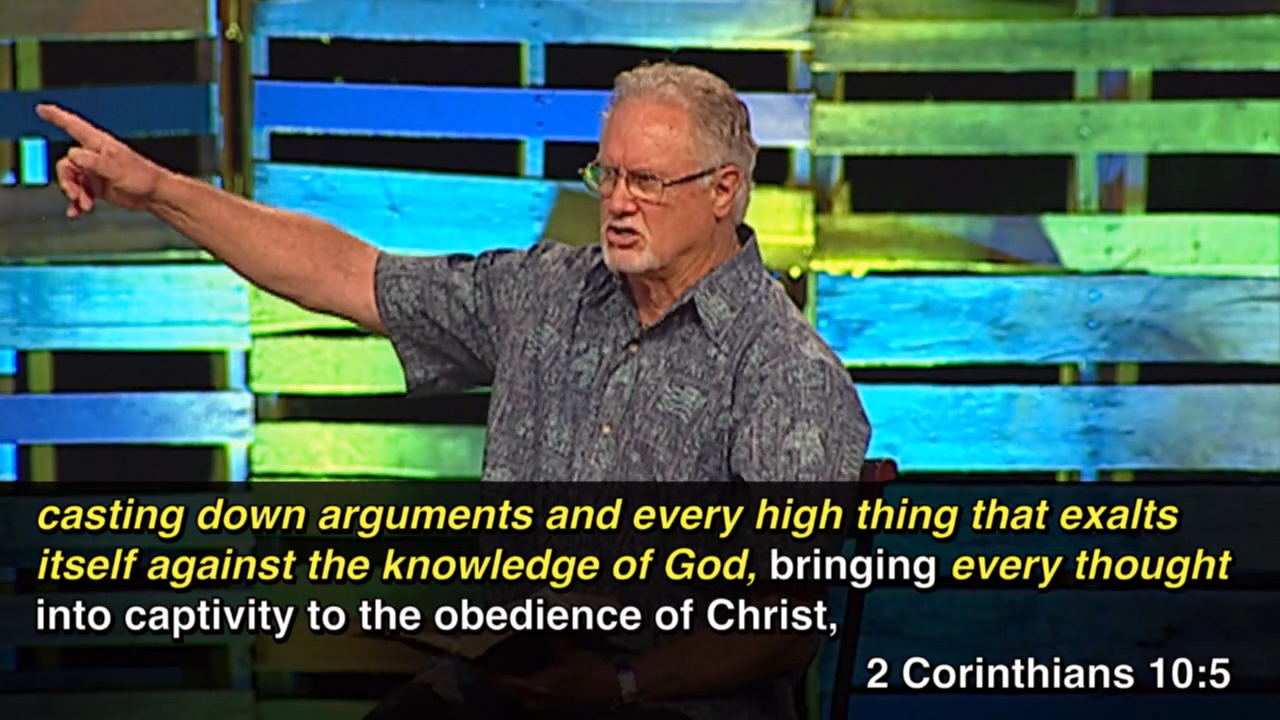 casting down arguments and every high thing that exalts
itself against the knowledge of God, bringing every thought
into captivity to the obedience of Christ,
2 Corinthians 10:5